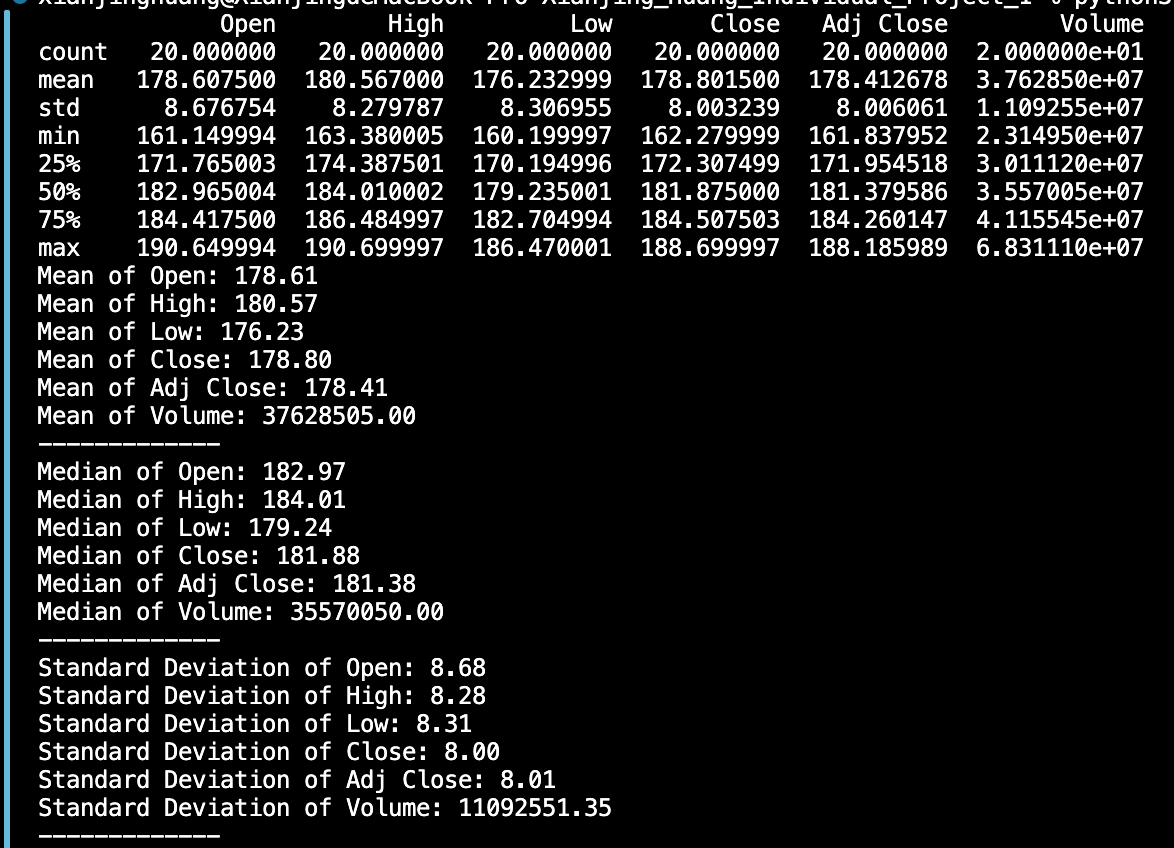 Open High Low Close Adj Close Volume
count 20.000000 20.000000 20.000000 20.000000 20.000000 2.000000e+01
mean 178.607500 180.567000 176.232999 178.801500 178.412678 3.762850e+07
std 8.676754 8.279787 8.306955 8.003239 8.006061 1.109255e+07
min 161.149994 163.380005 160.199997 162.279999 161.837952 2.314950e+07
25% 171.765003 174.387501 170.194996 172.307499 171.954518 3.011120e+07
50% 182.965004 184.010002 179.235001 181.875000 181.379586 3.557005e+07
75% 184.417500 186.484997 182.704994 184.507503 184.260147 4.115545e+07
max 190.649994 190.699997 186.470001 188.699997 188.185989 6.831110e+07
Mean of Open: 178.61
Mean of High: 180.57
Mean of Low: 176.23
Mean of Close: 178.80
Mean of Adj Close: 178.41
Mean of Volume: 37628505.00
-------------
Median of Open: 182.97
Median of High: 184.01
Median of Low: 179.24
Median of Close: 181.88
Median of Adj Close: 181.38
Median of Volume: 35570050.00
-------------
Standard Deviation of Open: 8.68
Standard Deviation of High: 8.28
Standard Deviation of Low: 8.31
Standard Deviation of Close: 8.00
Standard Deviation of Adj Close: 8.01
Standard Deviation of Volume: 11092551.35
-------------